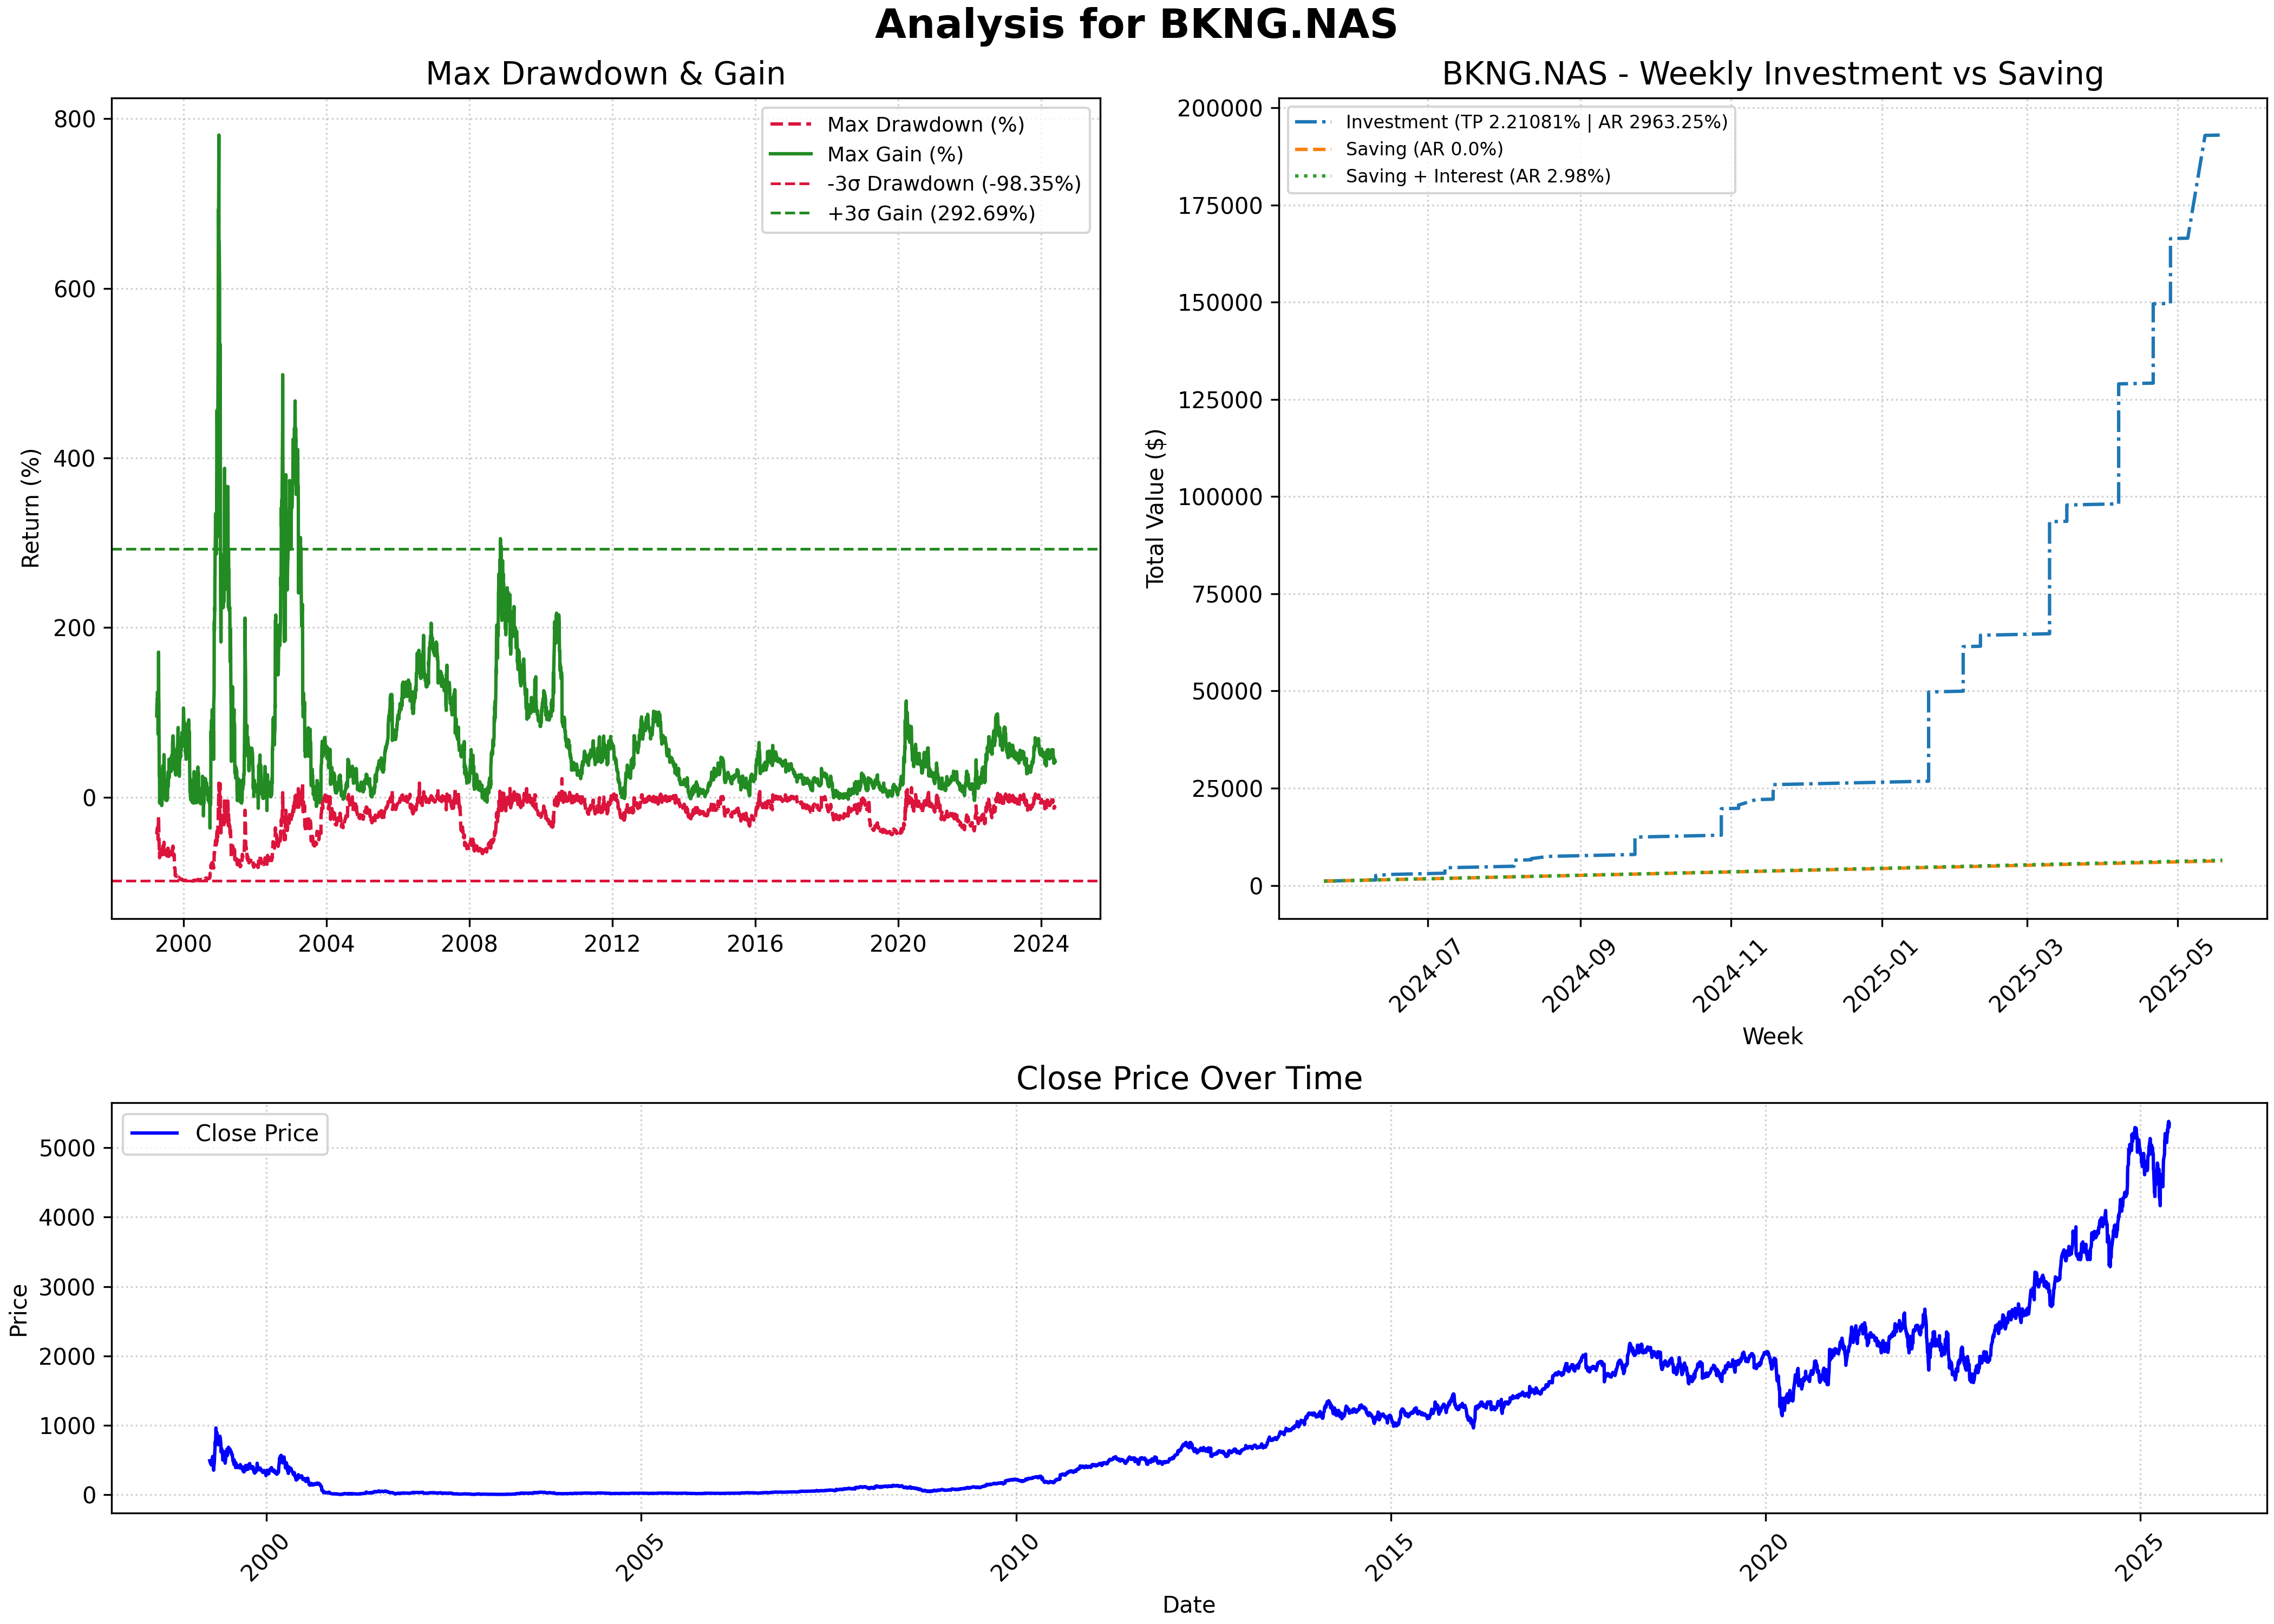 Analysis for BKNG.NAS
Max Drawdown & Gain
Return (%)
800
600
400
200
0
2000
2004
2008
2012
2016
2020
2024
Max Drawdown (%)
Max Gain (%)
-3σ Drawdown (-98.35%)
+3σ Gain (292.69%)
BKNG.NAS - Weekly Investment vs Saving
Total Value ($)
200000
175000
150000
125000
100000
75000
50000
25000
0
Investment (TP 2.21081% | AR 2963.25%)
Saving (AR 0.0%)
Saving + Interest (AR 2.98%)
2024-07
2024-09
2024-11
2025-01
2025-03
2025-05
Week
Close Price Over Time
Close Price
Price
5000
4000
3000
2000
1000
0
2000
2005
2010
2015
2020
2025
Date